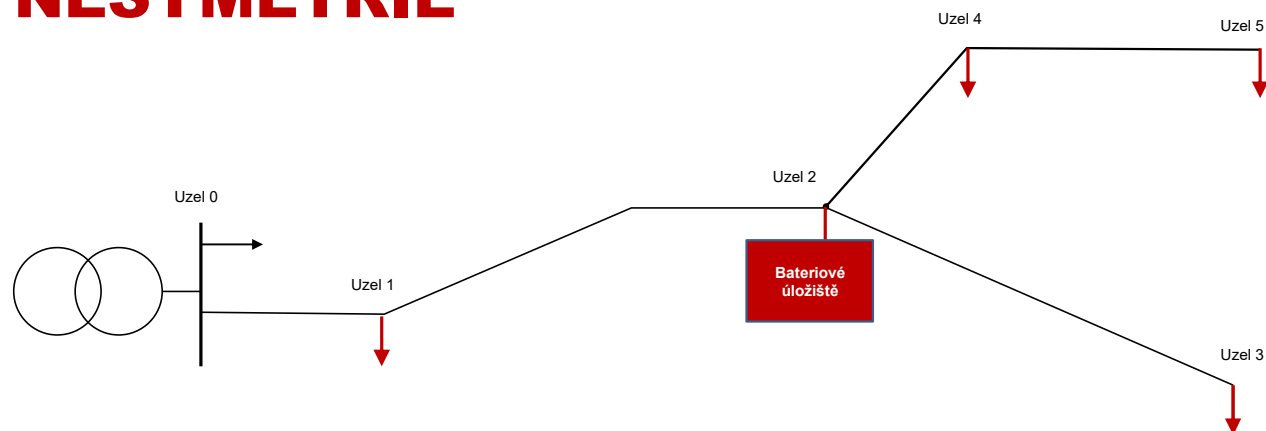 NESYMETRIE
Uzel 4
Uzel 5
Uzel 2
Uzel 0
Bateriové
úložiště
Uzel 1
Uzel 3